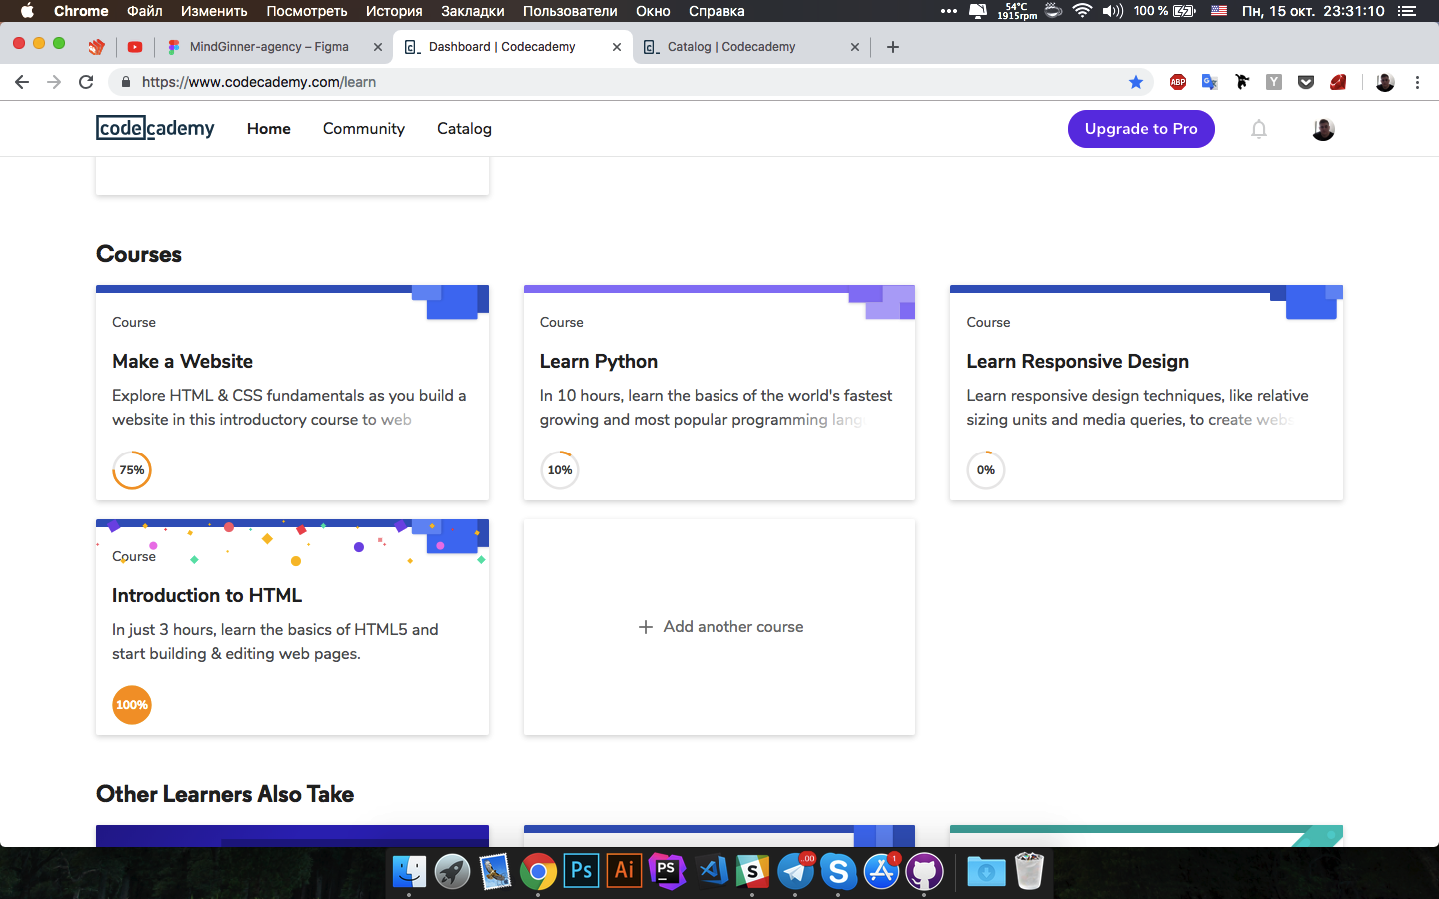 Chrome Файл Изменить Посмотреть История Закладки Пользователи Окно Справка 54°C 1915rpm 100 % Пн, 15 окт. 23:31:10
MindGinner-agency – Figma Dashboard | Codecademy Catalog | Codecademy
https://www.codecademy.com/learn ABP Y
codecademy Home Community Catalog Upgrade to Pro
Courses
Course
Make a Website
Explore HTML & CSS fundamentals as you build a
website in this introductory course to web
75%
Course
Learn Python
In 10 hours, learn the basics of the world's fastest
growing and most popular programming lang
10%
Course
Learn Responsive Design
Learn responsive design techniques, like relative
sizing units and media queries, to create webs
0%
Course
Introduction to HTML
In just 3 hours, learn the basics of HTML5 and
start building & editing web pages.
100%
+ Add another course
Other Learners Also Take
Ps Ai PS S S 1